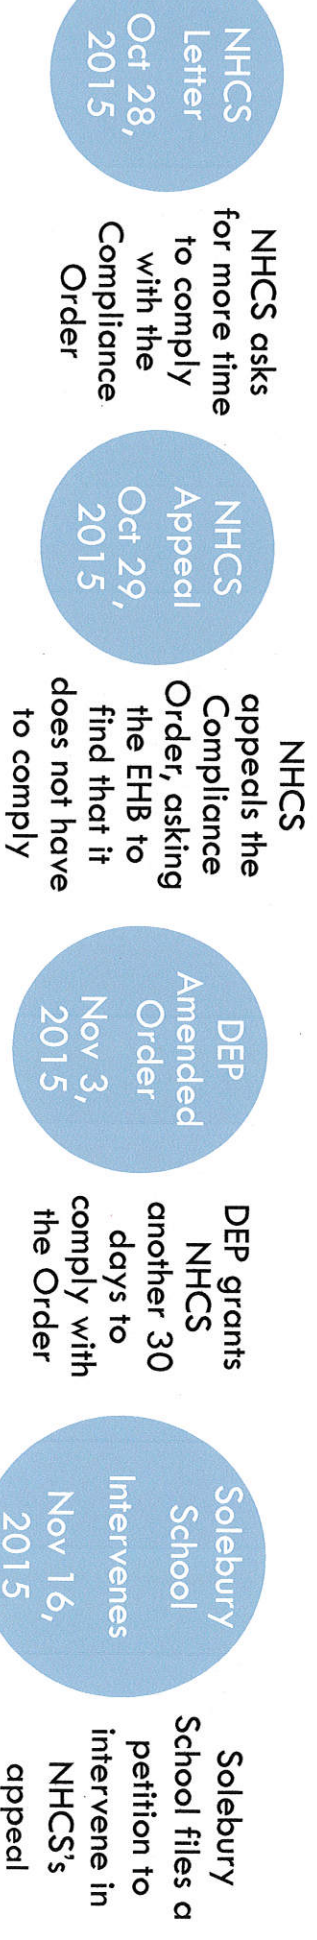 NHCS
Letter
Oct 28,
2015
NHCS asks
for more time
to comply
with the
Compliance
Order
NHCS
Appeal
Oct 29,
2015
NHCS
appeals the
Compliance
Order, asking
the EHB to
find that it
does not have
to comply
DEP
Amended
Order
Nov 3,
2015
DEP grants
NHCS
another 30
days to
comply with
the Order
Solebury
School
Intervenes
Nov 16,
2015
Solebury
School files a
petition to
intervene in
NHCS's
appeal